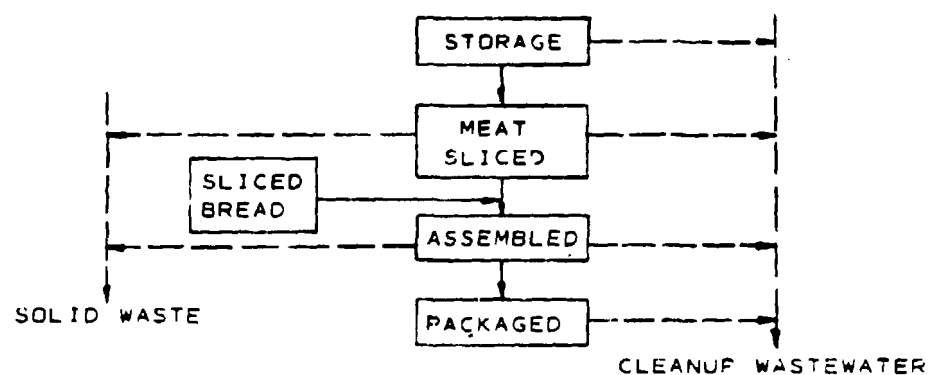 STORAGE
MEAT
SLICED
SLICED
BREAD
ASSEMBLED
PACKAGED
SOLID WASTE
CLEANUP WASTEWATER